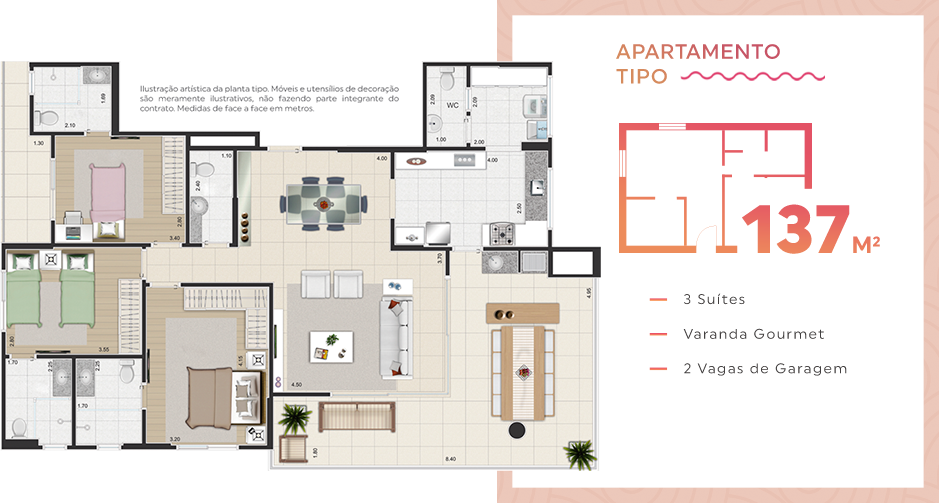 APARTAMENTO
TIPO
Ilustração artística da planta tipo. Móveis e utensílios de decoração
são meramente ilustrativos, não fazendo parte integrante do
contrato. Medidas de face a face em metros.
137 M²
3 Suítes
Varanda Gourmet
2 Vagas de Garagem
1.69
2.10
2.09
WC
2.09
1.00
2.00
1.30
1.10
4.00
4.00
2.40
2.50
2.80
3.40
3.70
4.95
2.80
3.55
4.15
1.70
2.25
2.25
1.70
4.50
3.20
1.80
8.40